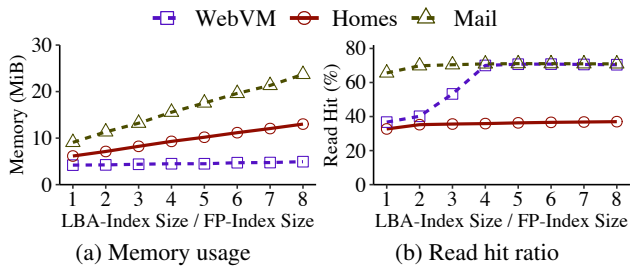 WebVM Homes Mail
30
20
10
0
Memory (MiB)
1 2 3 4 5 6 7 8
LBA-Index Size / FP-Index Size
(a) Memory usage
100
80
60
40
20
0
Read Hit (%)
1 2 3 4 5 6 7 8
LBA-Index Size / FP-Index Size
(b) Read hit ratio